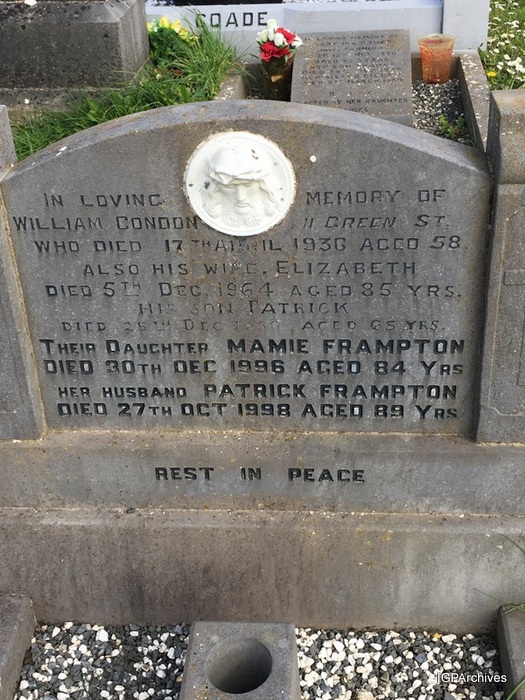 COADE
IN LOVING MEMORY OF
WILLIAM CONDON 11 GREEN ST.
WHO DIED 17TH APRIL 1936 AGED 58.
ALSO HIS WIFE, ELIZABETH
DIED 5TH DEC. 1964 AGED 85 YRS.
HIS SON PATRICK
DIED DEC AGED 65 YRS.
THEIR DAUGHTER MAMIE FRAMPTON
DIED 30TH DEC 1996 AGED 84 YRS
HER HUSBAND PATRICK FRAMPTON
DIED 27TH OCT 1998 AGED 89 YRS
REST IN PEACE
IGPArchives